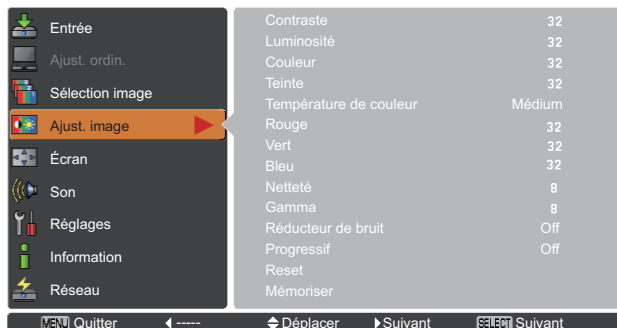 Entrée
Ajust. ordin.
Sélection image
Ajust. image
Écran
Son
Réglages
Information
Réseau
Contraste 32
Luminosité 32
Couleur 32
Teinte 32
Température de couleur Médium
Rouge 32
Vert 32
Bleu 32
Netteté 8
Gamma 8
Réducteur de bruit Off
Progressif Off
Reset
Mémoriser
MENU Quitter ----- Déplacer Suivant SELECT Suivant